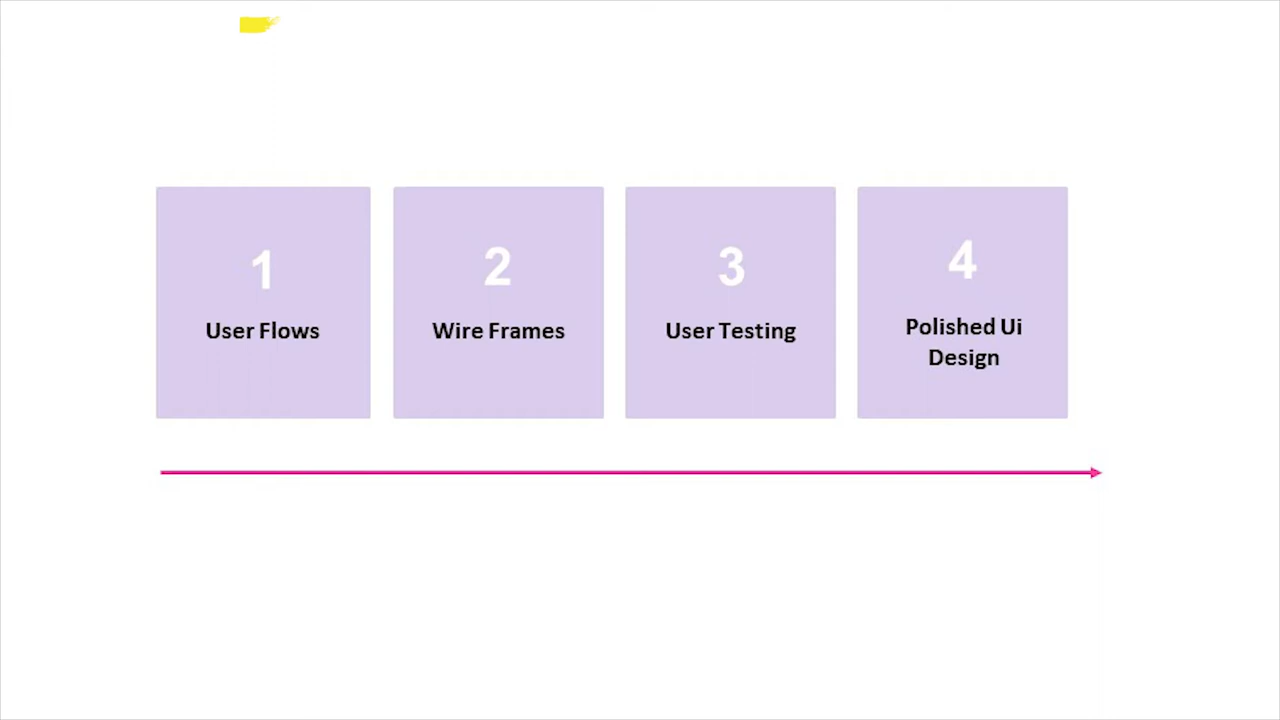 1
User Flows
2
Wire Frames
3
User Testing
4
Polished Ui
Design